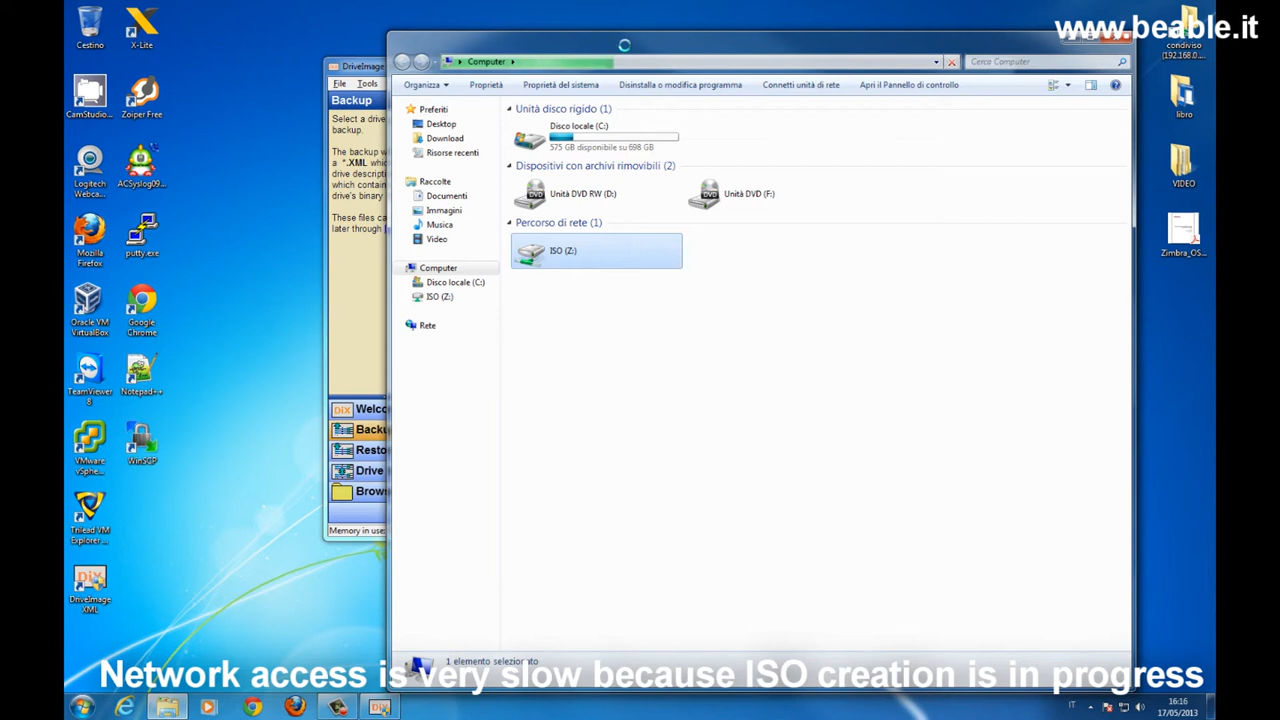 www.beable.it
Cestino
X-Lite
CamStudio...
Zoiper Free
Logitech Webca...
ACSyslog09...
Mozilla Firefox
putty.exe
Oracle VM VirtualBox
Google Chrome
TeamViewer 8
Notepad++
VMware vSphe...
WinSCP
Trilead VM Explorer ...
DriveImage XML
condiviso (192.168.0...
libro
VIDEO
Zimbra_OS...
DriveImage
File Tools
Backup
Select a drive
backup.
The backup w
a *.XML whic
drive descripti
which contain
drive's binary
These files ca
later through
DiX Welco
Backu
Resto
Drive
Brow
Memory in use:
Computer
Cerca Computer
Organizza Proprietà Proprietà del sistema Disinstalla o modifica programma Connetti unità di rete Apri il Pannello di controllo
Preferiti
Desktop
Download
Risorse recenti
Raccolte
Documenti
Immagini
Musica
Video
Computer
Disco locale (C:)
ISO (Z:)
Rete
Unità disco rigido (1)
Disco locale (C:)
575 GB disponibile su 698 GB
Dispositivi con archivi rimovibili (2)
Unità DVD RW (D:)
Unità DVD (F:)
Percorso di rete (1)
ISO (Z:)
1 elemento selezionato
Network access is very slow because ISO creation is in progress
IT
16:16
17/05/2013